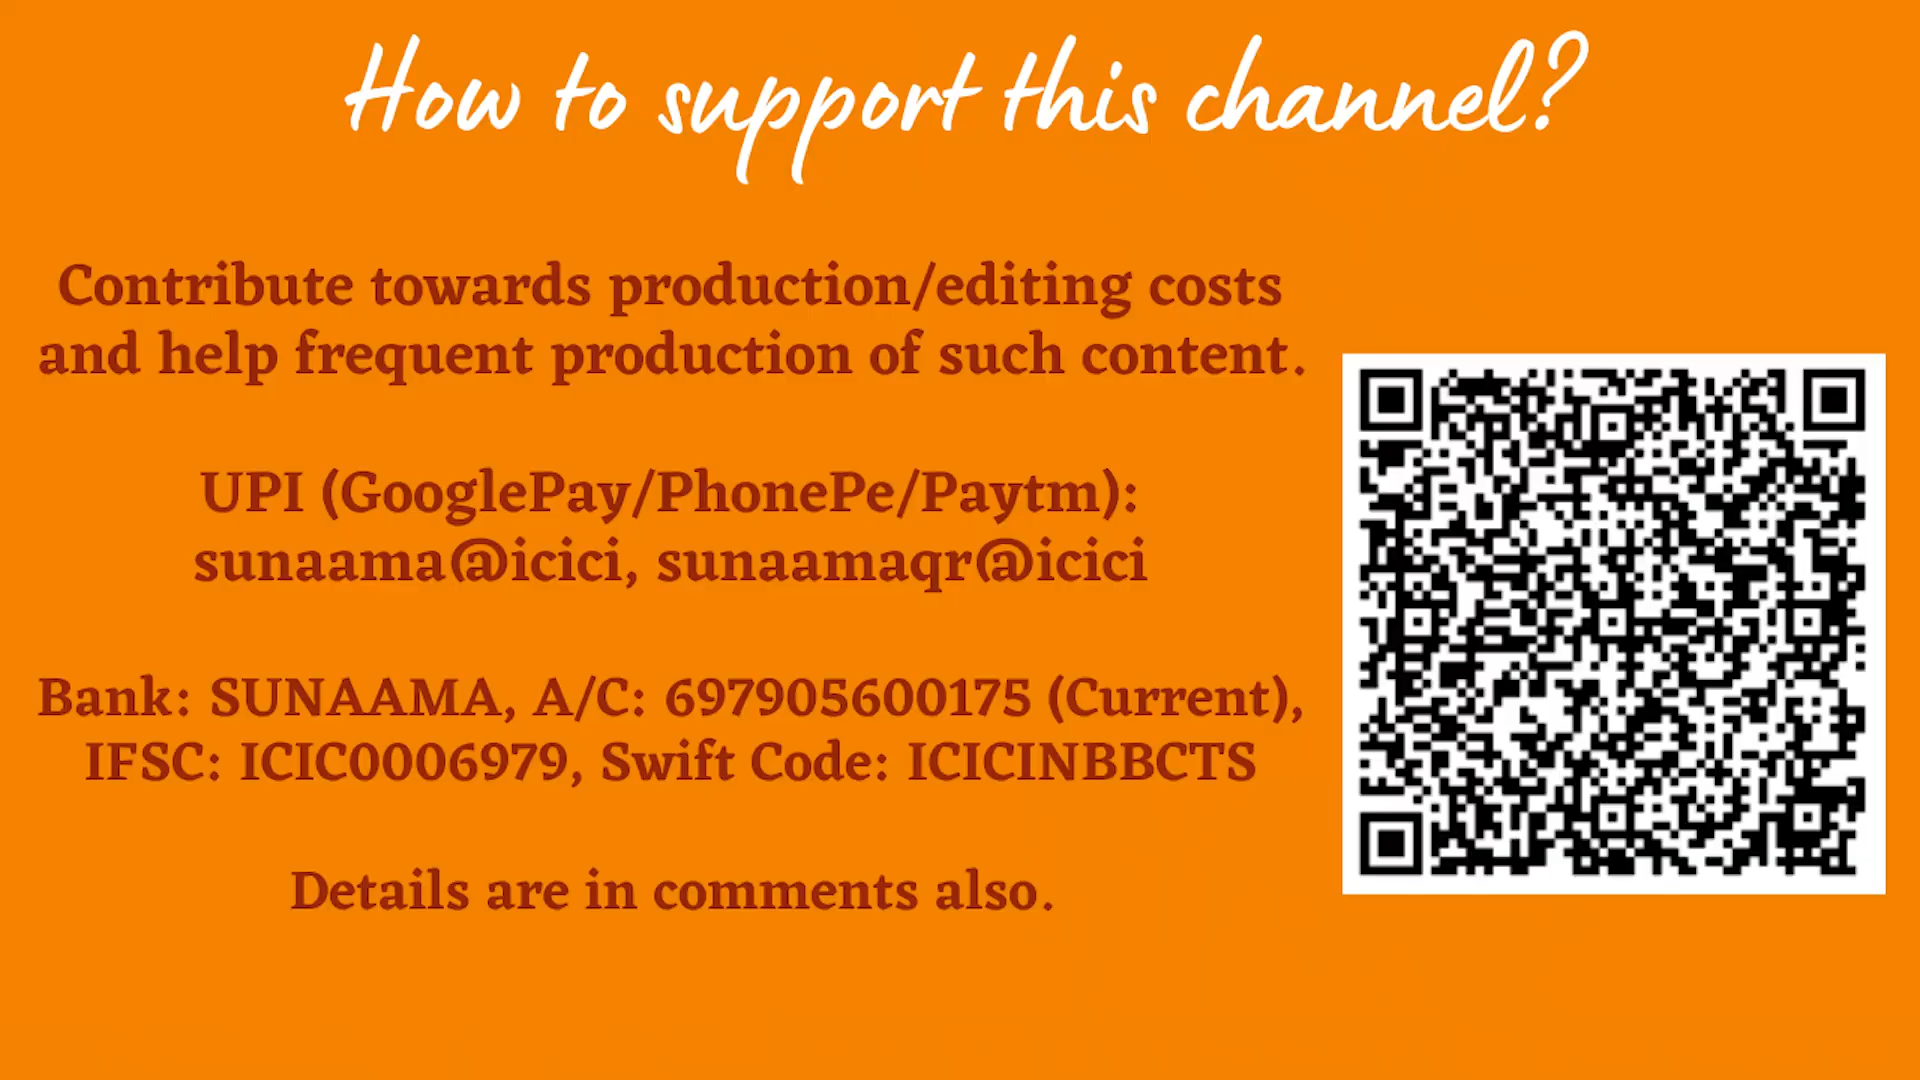 How to support this channel?
Contribute towards production/editing costs
and help frequent production of such content.
UPI (GooglePay/PhonePe/Paytm):
sunaama@icici, sunaamaqr@icici
Bank: SUNAAMA, A/C: 697905600175 (Current),
IFSC: ICIC0006979, Swift Code: ICICINBBCTS
Details are in comments also.